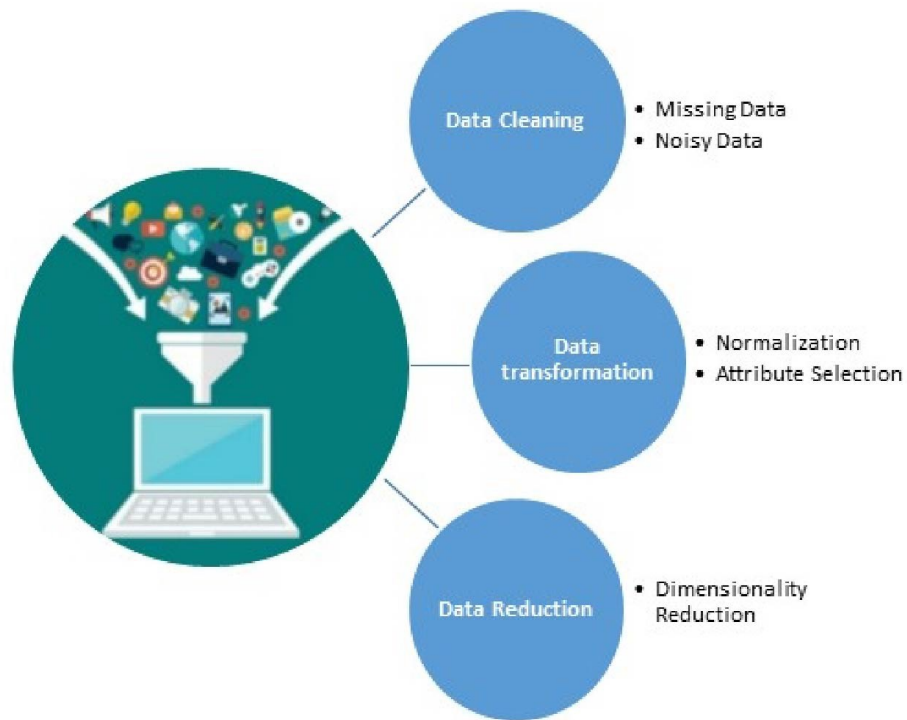 Data Cleaning
• Missing Data
• Noisy Data
Data
transformation
• Normalization
• Attribute Selection
Data Reduction
• Dimensionality
Reduction